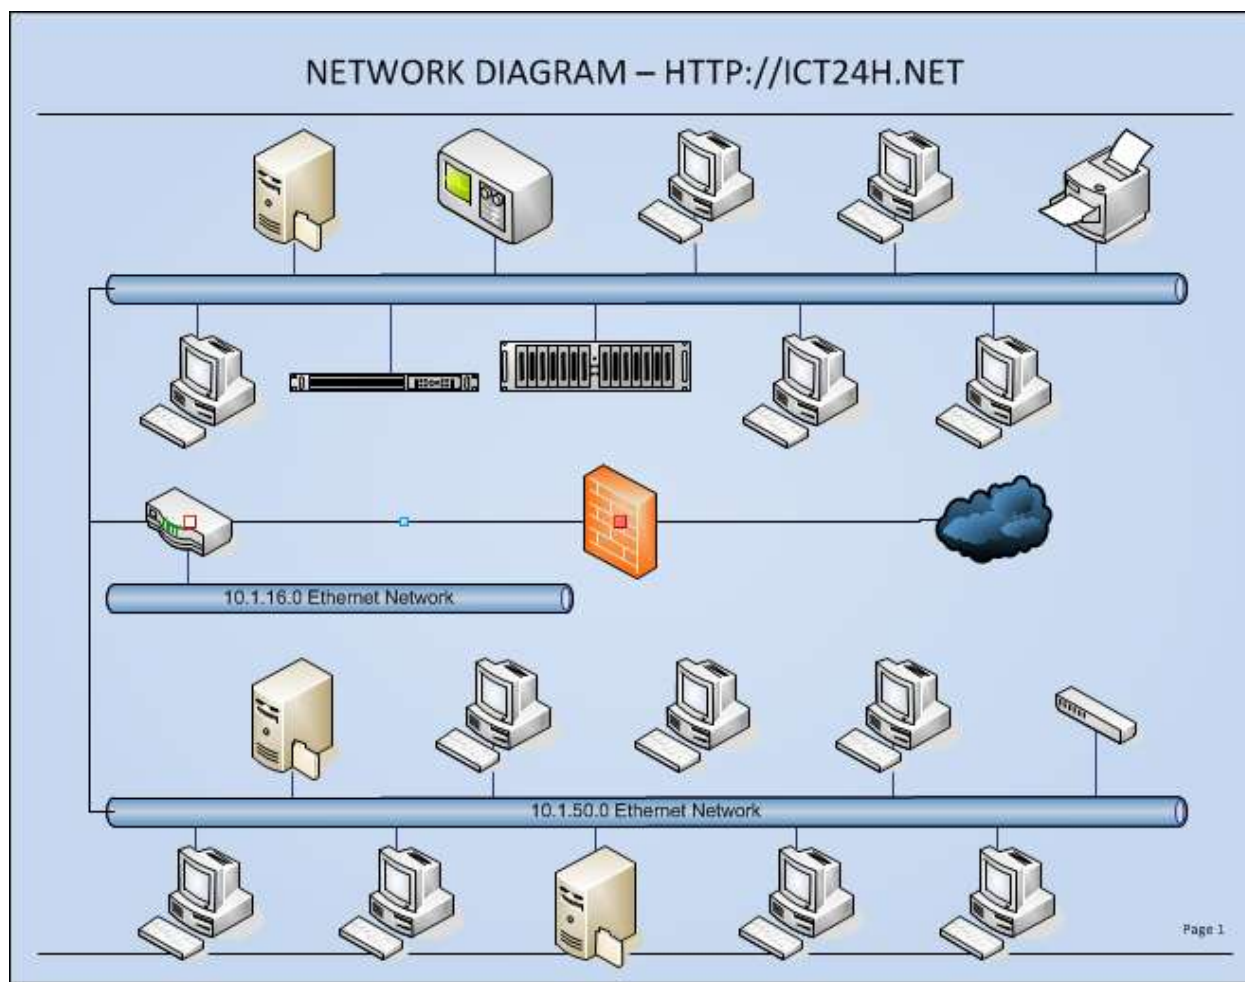 NETWORK DIAGRAM – HTTP://ICT24H.NET
10.1.16.0 Ethernet Network
10.1.50.0 Ethernet Network
Page 1